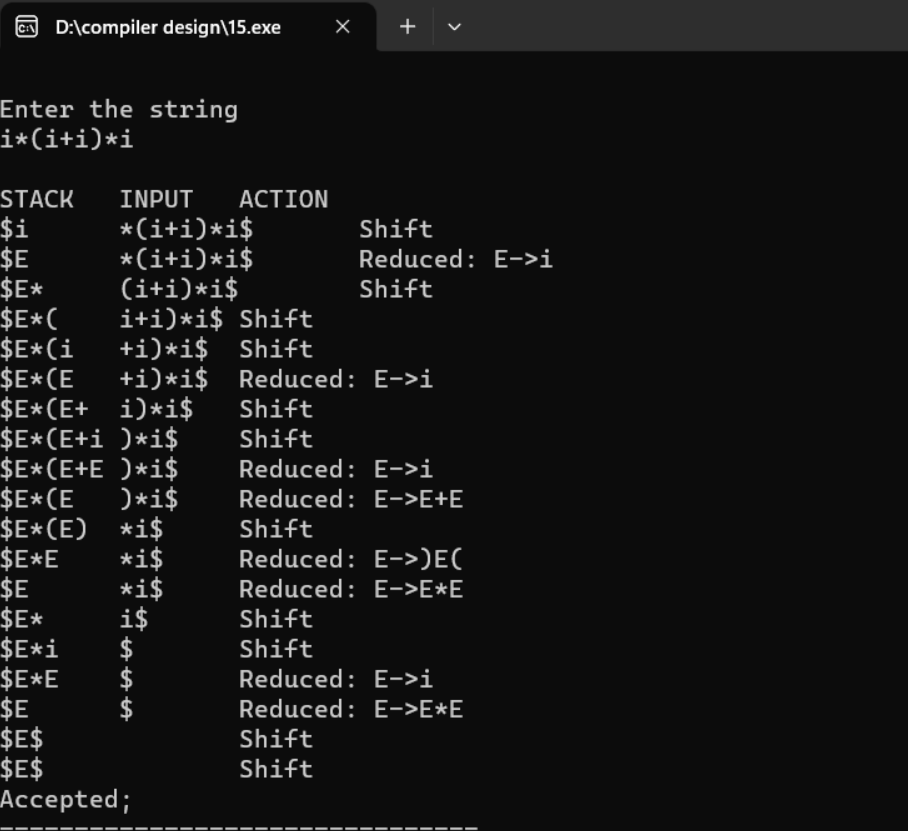 D:\compiler design\15.exe
Enter the string
i*(i+i)*i
STACK INPUT ACTION
$i *(i+i)*i$ Shift
$E *(i+i)*i$ Reduced: E->i
$E* (i+i)*i$ Shift
$E*( i+i)*i$ Shift
$E*(i +i)*i$ Shift
$E*(E +i)*i$ Reduced: E->i
$E*(E+ i)*i$ Shift
$E*(E+i )*i$ Shift
$E*(E+E )*i$ Reduced: E->i
$E*(E )*i$ Reduced: E->E+E
$E*(E) *i$ Shift
$E*E *i$ Reduced: E->)E(
$E *i$ Reduced: E->E*E
$E* i$ Shift
$E*i $ Shift
$E*E $ Reduced: E->i
$E $ Reduced: E->E*E
$E$ Shift
$E$ Shift
Accepted;
--------------------------------